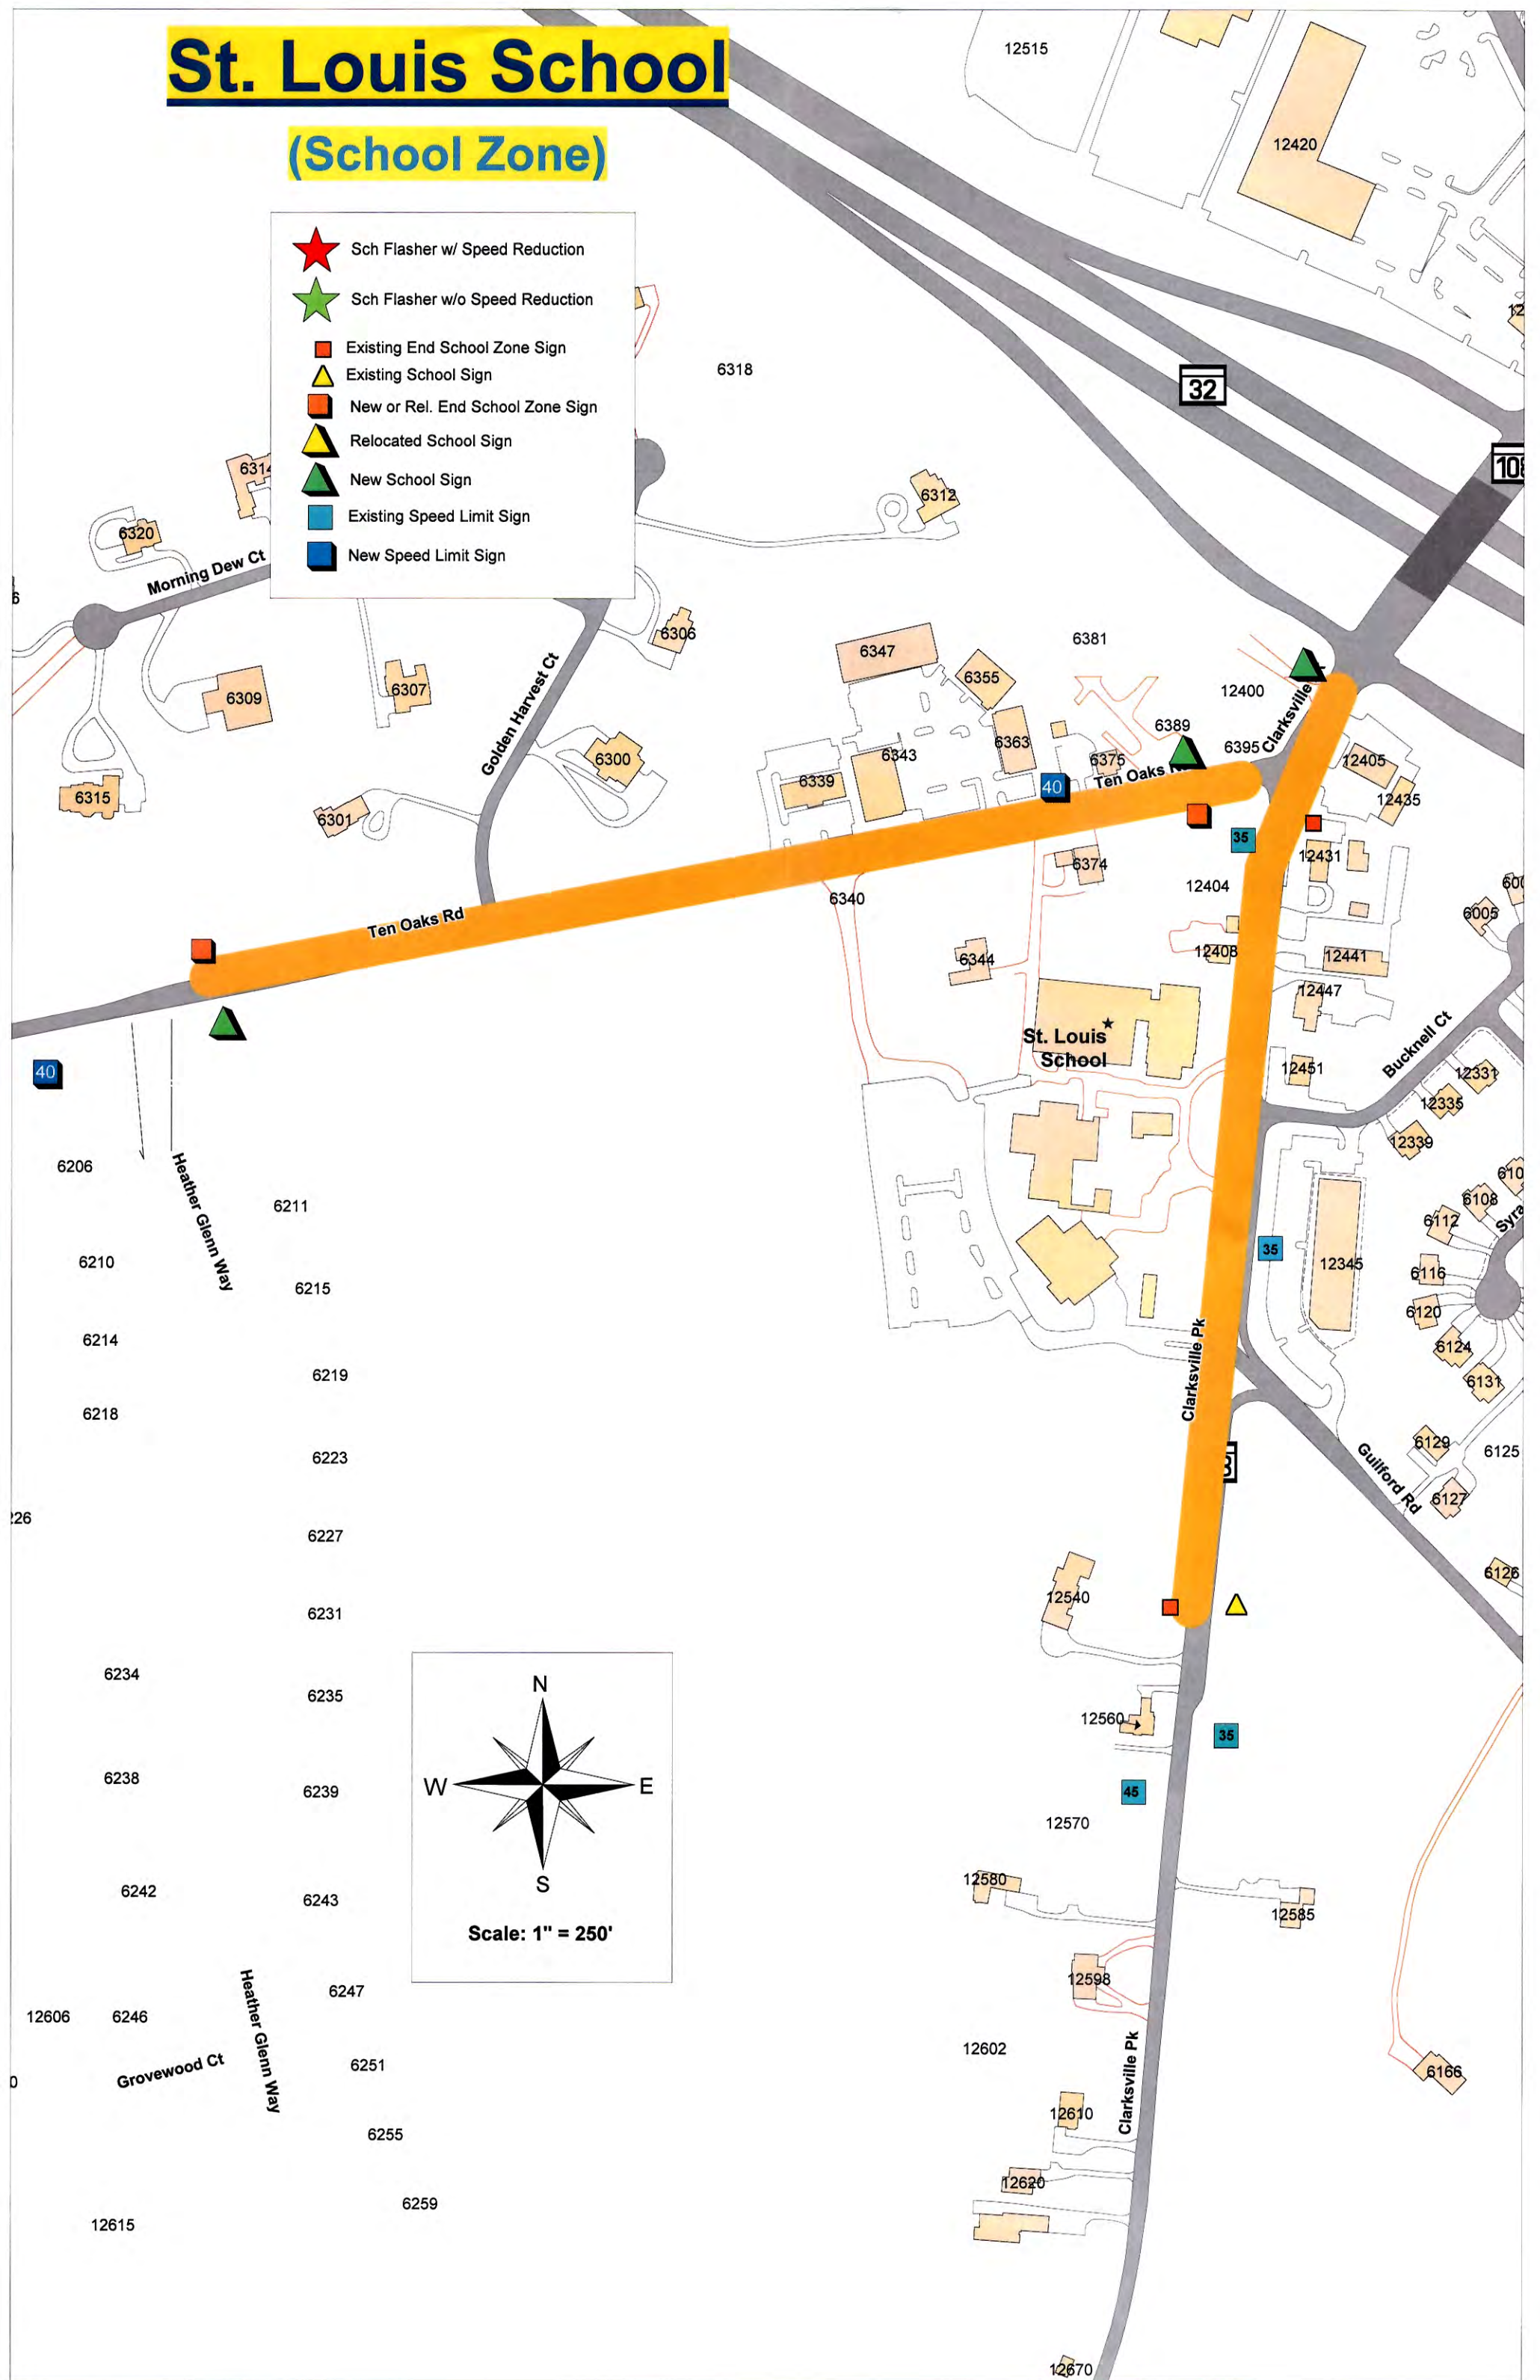 St. Louis School
(School Zone)
Sch Flasher w/ Speed Reduction
Sch Flasher w/o Speed Reduction
Existing End School Zone Sign
Existing School Sign
New or Rel. End School Zone Sign
Relocated School Sign
New School Sign
Existing Speed Limit Sign
New Speed Limit Sign
12515
12420
6318
32
6314
6312
6320
Morning Dew Ct
6306
6347
6381
6355
12400
6309
6307
Golden Harvest Ct
Clarksville
6389
6363
6395
6343
6300
6375
12405
6339
40
Ten Oaks
6315
12435
6301
35
12431
6374
12404
6340
6005
Ten Oaks Rd
12408
12441
6344
12447
St. Louis
School
Bucknell Ct
12451
12331
40
12335
12339
6206
Heather Glenn Way
6211
6108
6112
6210
35
12345
6116
6215
6120
6214
6124
Clarksville Pk
6219
6131
6218
6129
6125
6223
Guilford Rd
6127
6227
6126
12540
6231
6234
6235
12560
35
N
W
E
S
Scale: 1" = 250'
6238
6239
45
12570
12580
6242
6243
12585
12598
6247
12606
6246
Heather Glenn Way
12602
Clarksville Pk
Grovewood Ct
6251
6166
12610
6255
12620
6259
12615
12670